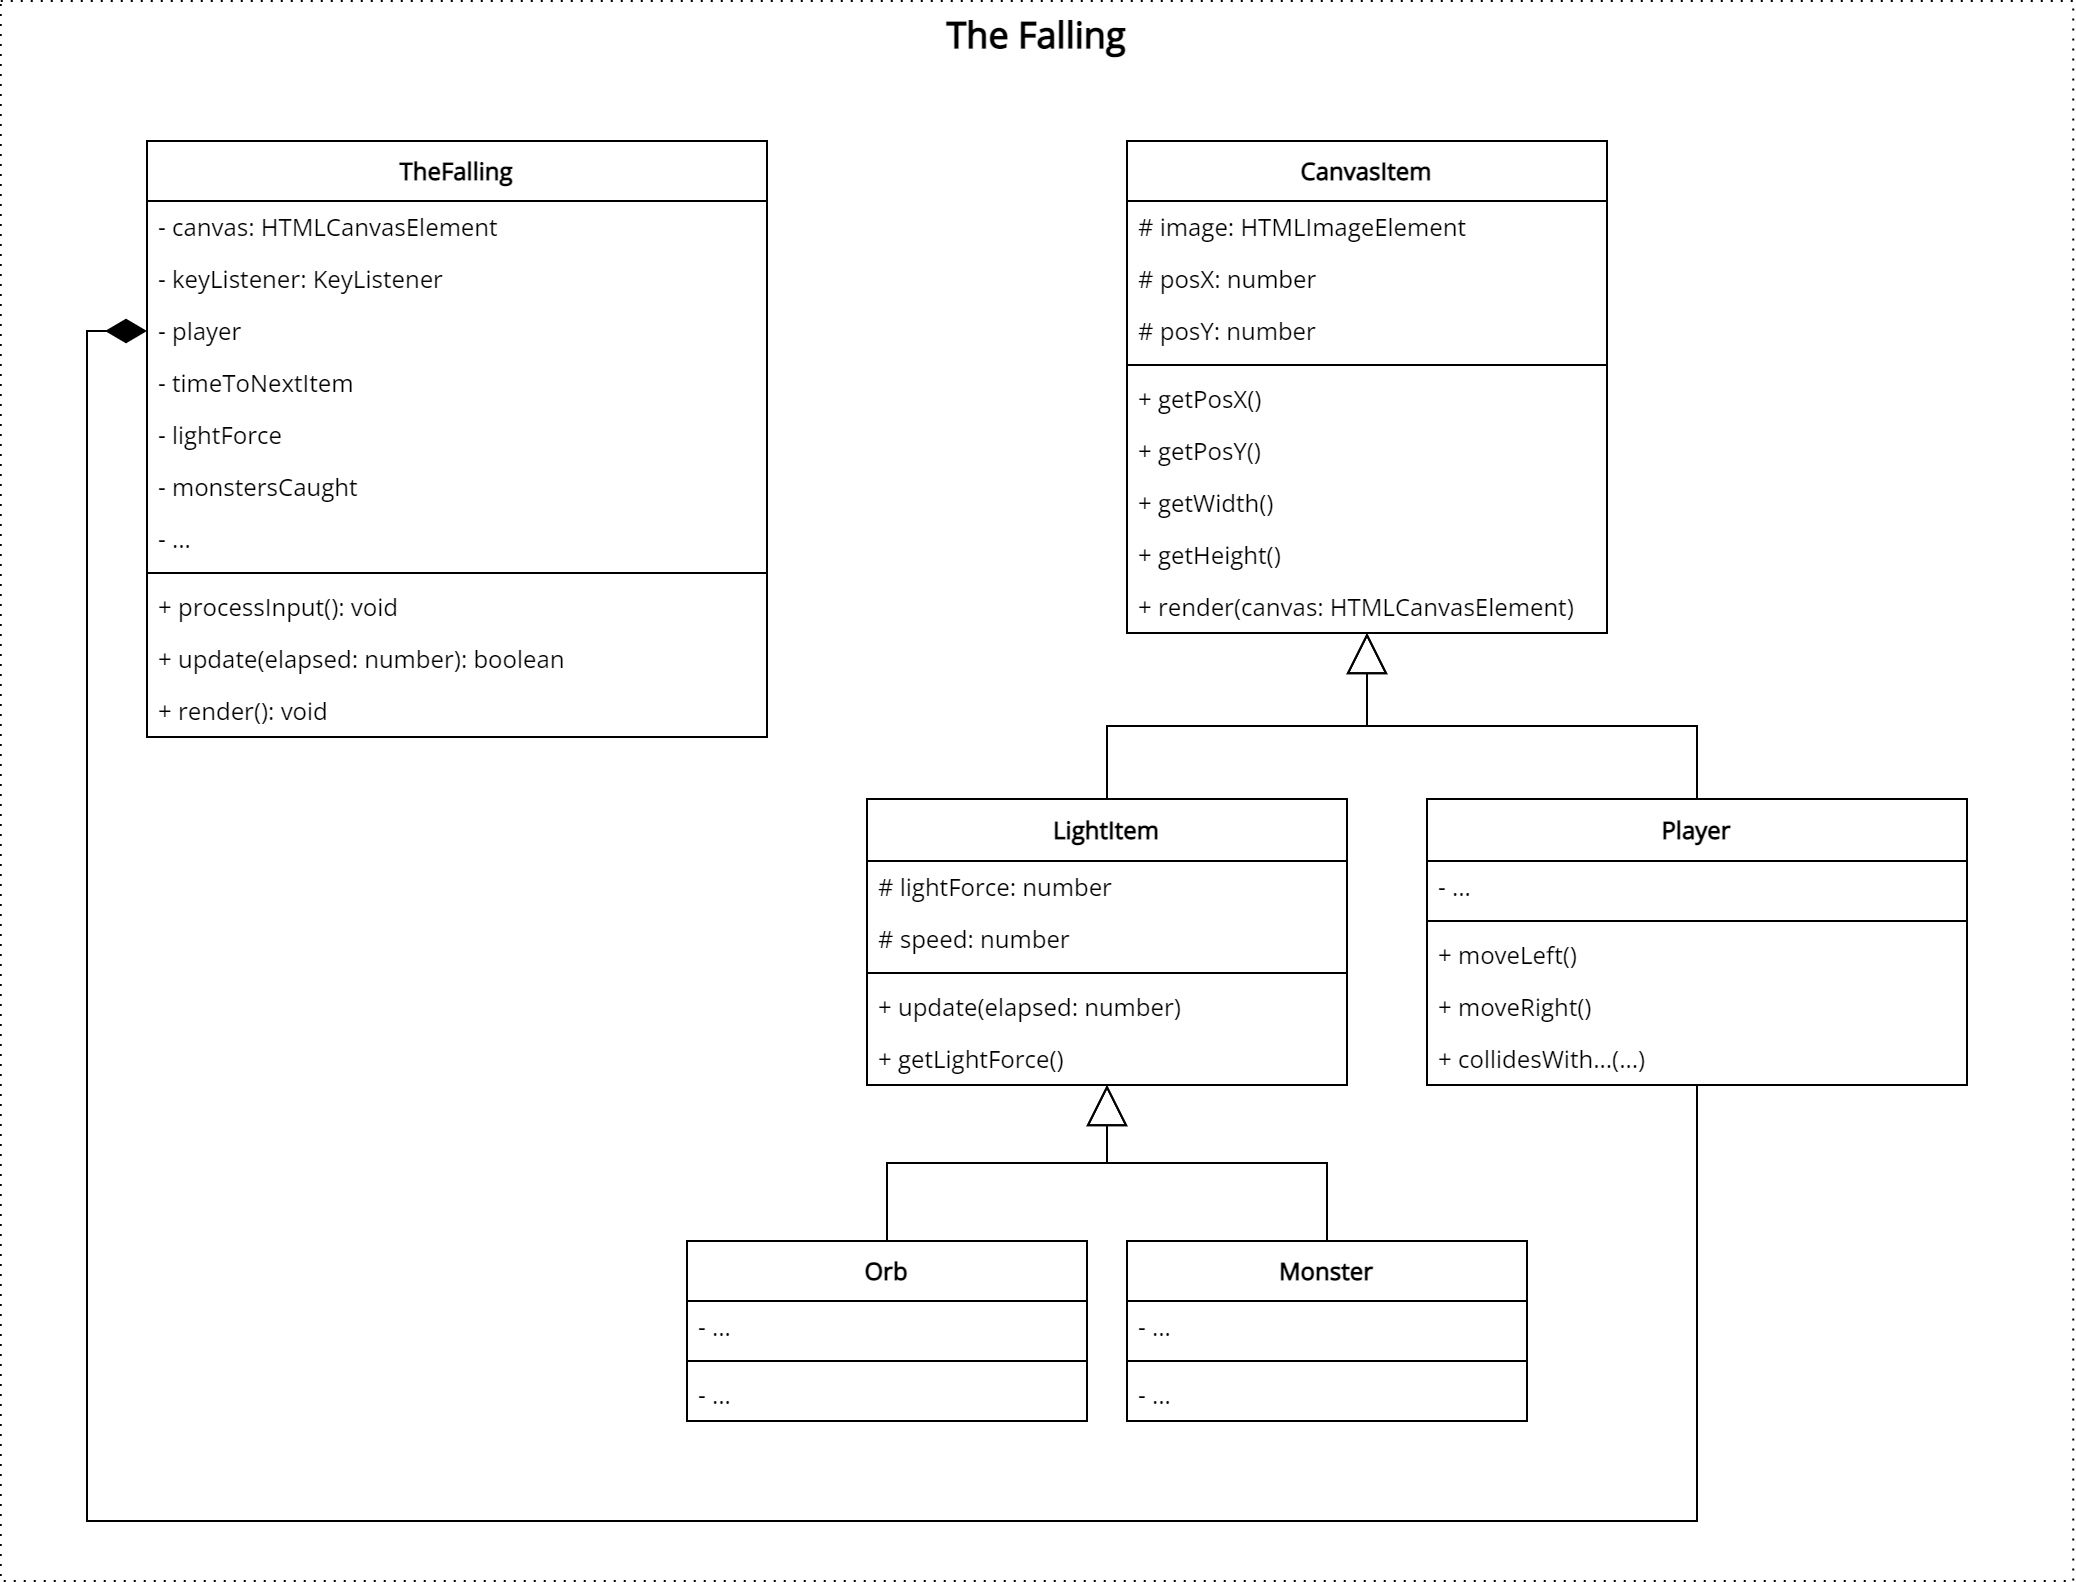 The Falling
TheFalling
- canvas: HTMLCanvasElement
- keyListener: KeyListener
- player
- timeToNextItem
- lightForce
- monstersCaught
- ...
+ processInput(): void
+ update(elapsed: number): boolean
+ render(): void
CanvasItem
# image: HTMLImageElement
# posX: number
# posY: number
+ getPosX()
+ getPosY()
+ getWidth()
+ getHeight()
+ render(canvas: HTMLCanvasElement)
LightItem
# lightForce: number
# speed: number
+ update(elapsed: number)
+ getLightForce()
Player
- ...
+ moveLeft()
+ moveRight()
+ collidesWith...(...)
Orb
- ...
- ...
Monster
- ...
- ...